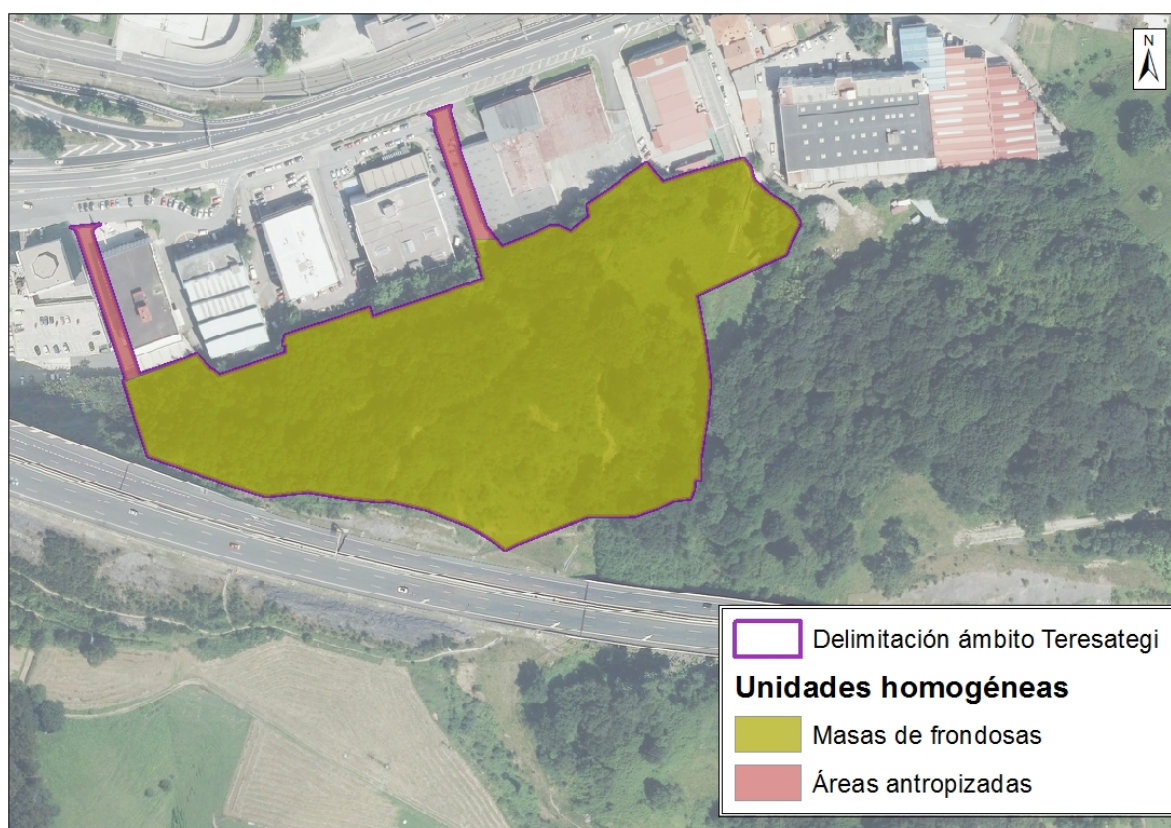 N
Delimitación ámbito Teresategi
Unidades homogéneas
Masas de frondosas
Áreas antropizadas